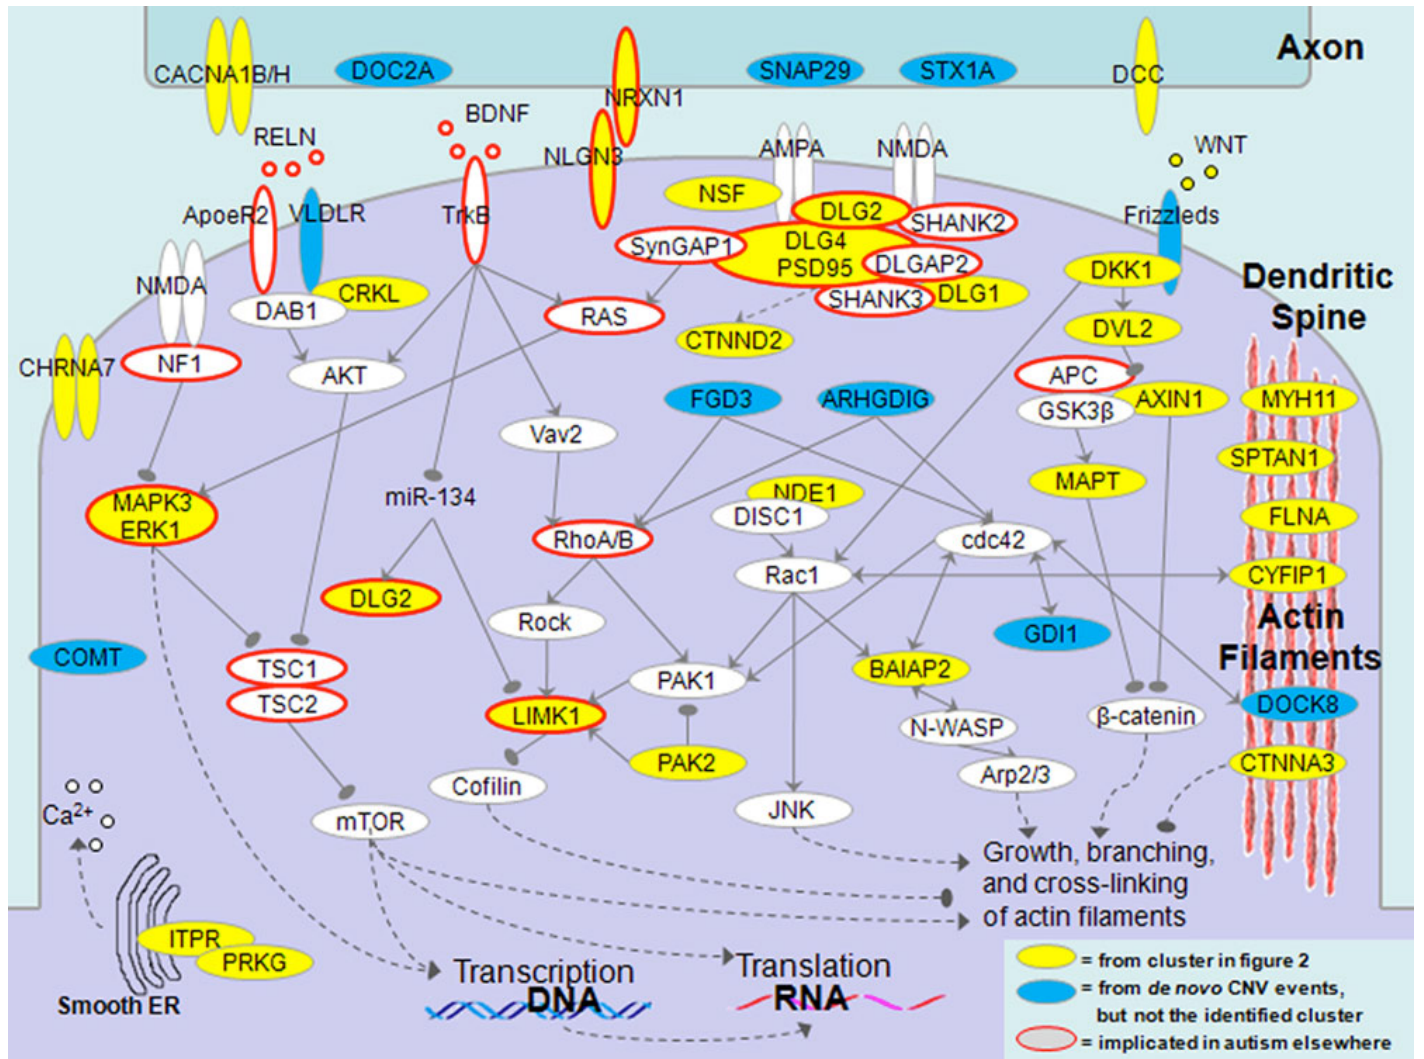 Axon
CACNA1B/H
DOC2A
SNAP29
STX1A
DCC
NRXN1
RELN
BDNF
NLGN3
AMPA
NMDA
WNT
NSF
ApoeR2
VLDLR
TrkB
DLG2
SHANK2
Frizzleds
SynGAP1
DLG4
PSD95
DLGAP2
DKK1
NMDA
CRKL
SHANK3
DLG1
Dendritic
Spine
DAB1
RAS
CTNND2
DVL2
CHRNA7
NF1
AKT
APC
FGD3
ARHGDIG
GSK3β
AXIN1
MYH11
Vav2
SPTAN1
MAPT
MAPK3
ERK1
miR-134
NDE1
DISC1
FLNA
RhoA/B
cdc42
Rac1
CYFIP1
DLG2
Rock
GDI1
Actin
Filaments
COMT
TSC1
TSC2
PAK1
BAIAP2
LIMK1
N-WASP
β-catenin
DOCK8
PAK2
CTNNA3
Cofilin
Arp2/3
Ca2+
mTOR
JNK
Growth, branching,
and cross-linking
of actin filaments
ITPR
PRKG
Smooth ER
Transcription
DNA
Translation
RNA
= from cluster in figure 2
= from de novo CNV events,
but not the identified cluster
= implicated in autism elsewhere